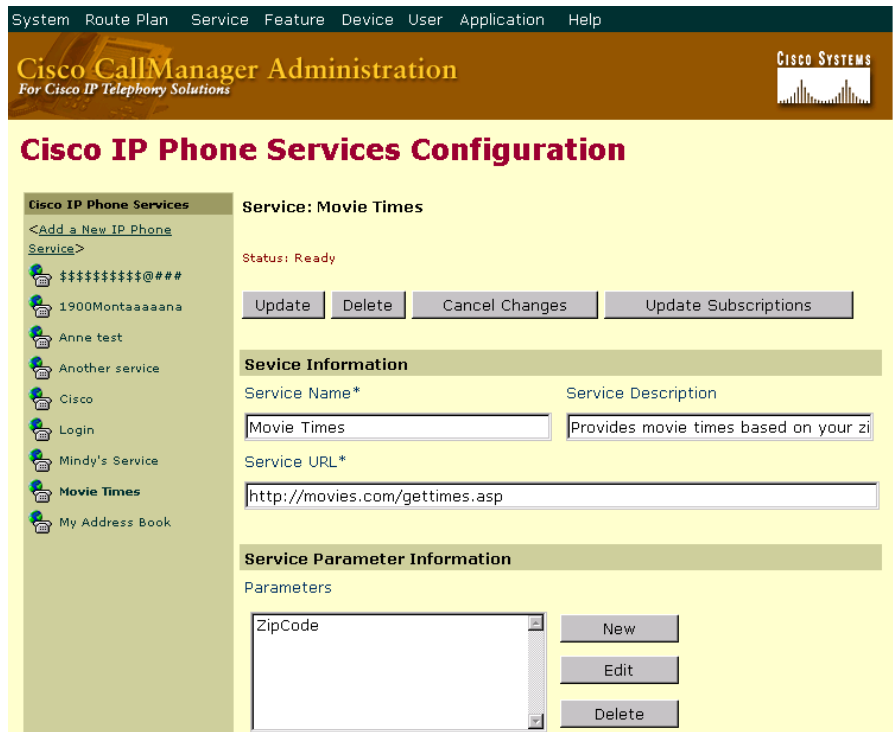 System Route Plan Service Feature Device User Application Help
Cisco CallManager Administration
For Cisco IP Telephony Solutions
CISCO SYSTEMS
Cisco IP Phone Services Configuration
Cisco IP Phone Services
<Add a New IP Phone
Service>
$$$$$$$$$$@###
1900Montaaaaana
Anne test
Another service
Cisco
Login
Mindy's Service
Movie Times
My Address Book
Service: Movie Times
Status: Ready
Update Delete Cancel Changes Update Subscriptions
Sevice Information
Service Name* Service Description
Movie Times Provides movie times based on your zi
Service URL*
http://movies.com/gettimes.asp
Service Parameter Information
Parameters
ZipCode
New
Edit
Delete